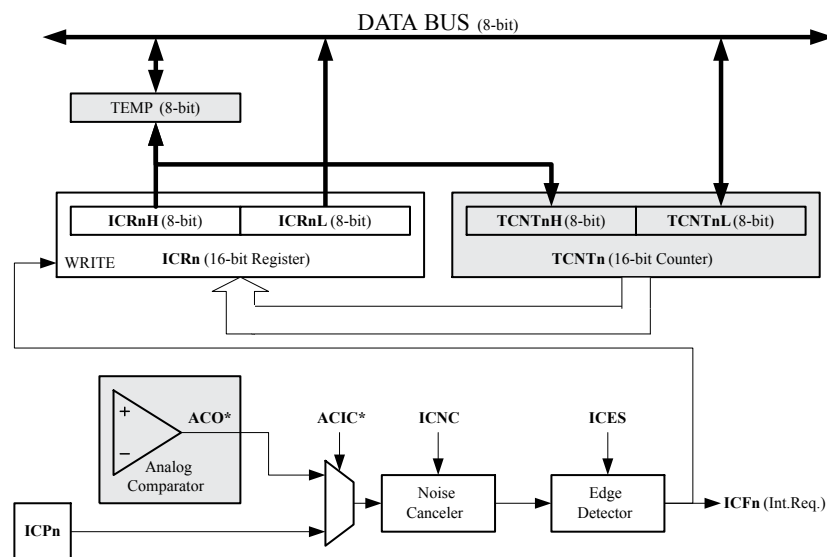 DATA BUS (8-bit)
TEMP (8-bit)
ICRnH (8-bit)
ICRnL (8-bit)
TCNTnH (8-bit)
TCNTnL (8-bit)
WRITE
ICRn (16-bit Register)
TCNTn (16-bit Counter)
+
−
ACO*
Analog
Comparator
ACIC*
ICNC
ICES
Noise
Canceler
Edge
Detector
ICFn (Int.Req.)
ICPn